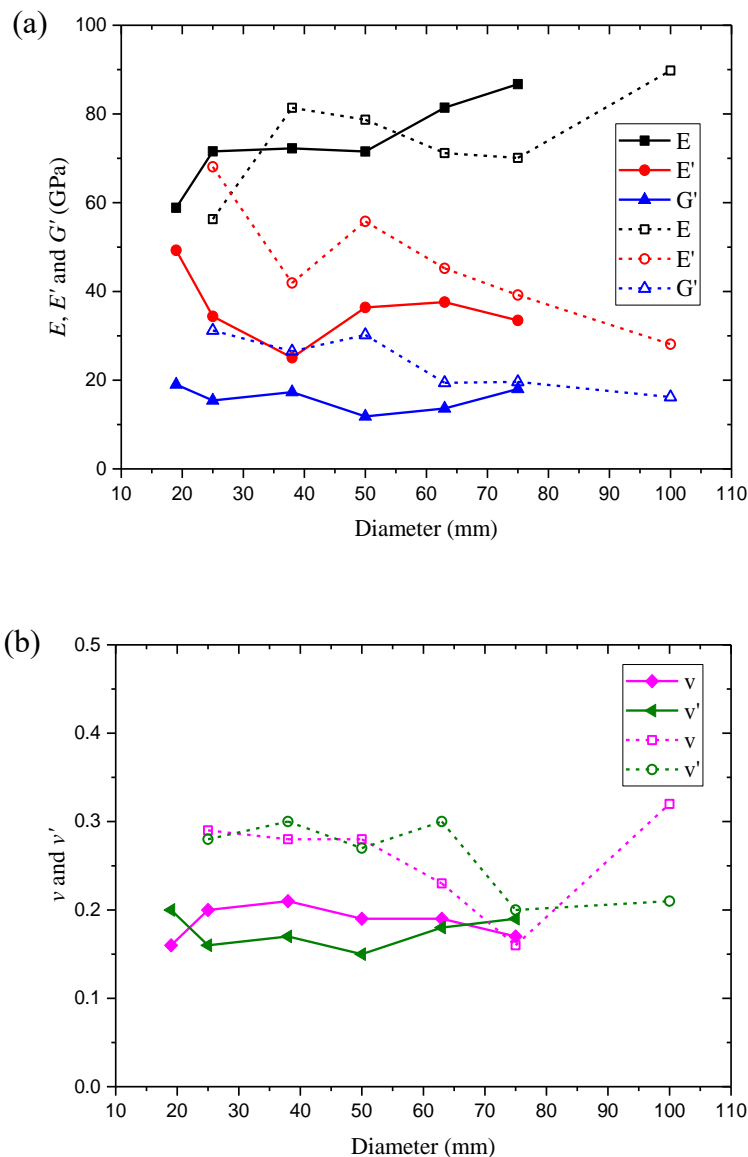 (a)
100
80
60
40
20
0
E, E' and G' (GPa)
E
E'
G'
E
E'
G'
10 20 30 40 50 60 70 80 90 100 110
Diameter (mm)
(b)
0.5
0.4
0.3
0.2
0.1
0.0
v and v'
v
v'
v
v'
10 20 30 40 50 60 70 80 90 100 110
Diameter (mm)